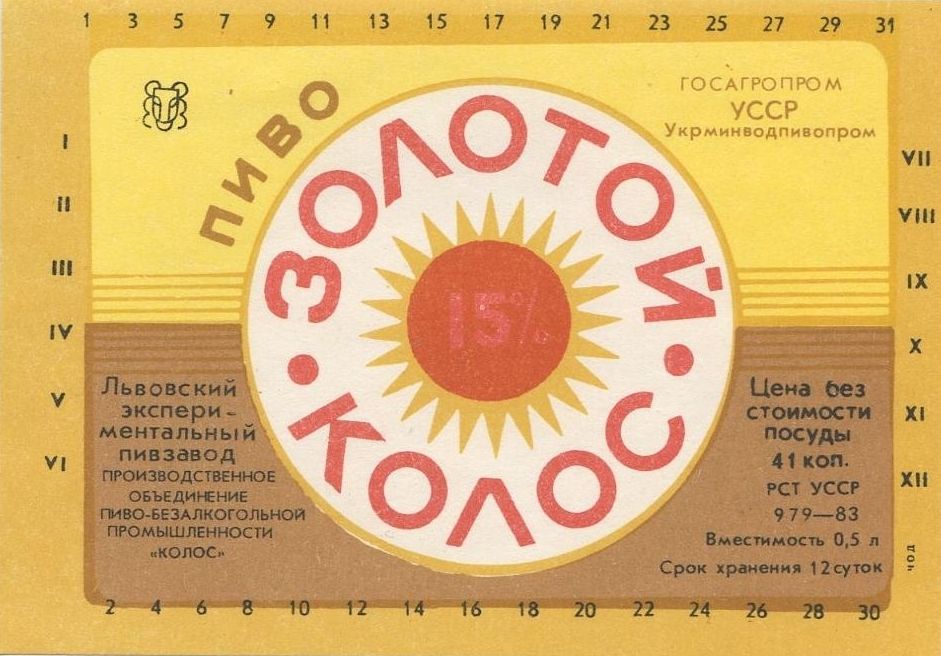 1 3 5 7 9 11 13 15 17 19 21 23 25 27 29 31
ПИВО
ГОСАГРОПРОМ
УССР
Укрминводпивопром
ЗОЛОТОЙ
• КОЛОС •
15%
I
II
III
IV
V
VI
VII
VIII
IX
X
XI
XII
Львовский
экспери-
ментальный
пивзавод
ПРОИЗВОДСТВЕННОЕ
ОБЪЕДИНЕНИЕ
ПИВО-БЕЗАЛКОГОЛЬНОЙ
ПРОМЫШЛЕННОСТИ
«КОЛОС»
Цена без
стоимости
посуды
41 коп.
РСТ УССР
979—83
Вместимость 0,5 л
Срок хранения 12 суток
ЧОД
2 4 6 8 10 12 14 16 18 20 22 24 26 28 30